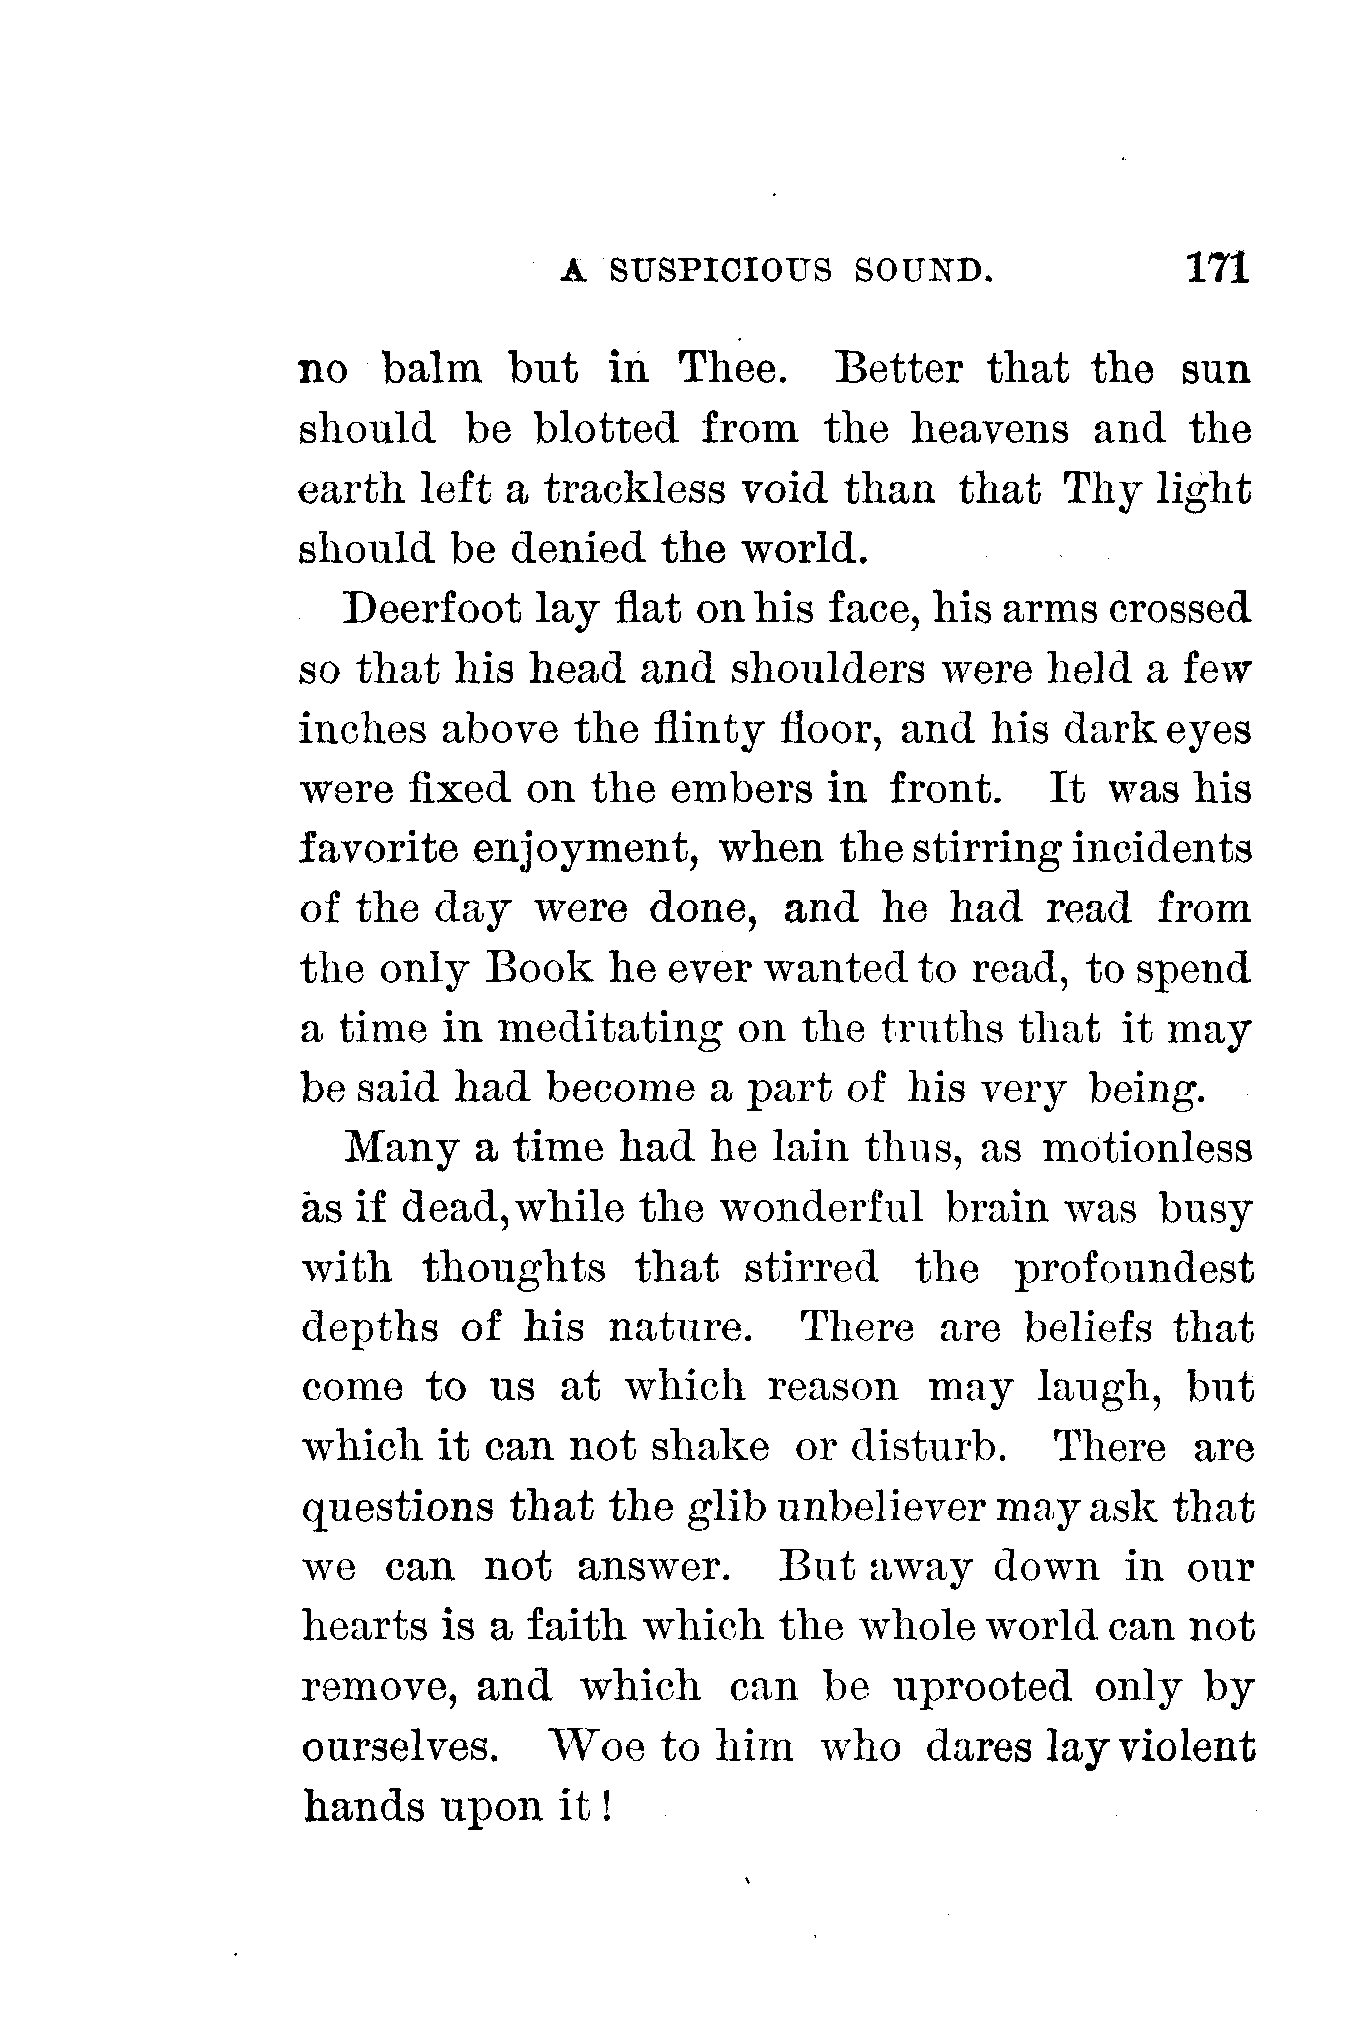 A SUSPICIOUS SOUND. 171
no balm but in Thee. Better that the sun
should be blotted from the heavens and the
earth left a trackless void than that Thy light
should be denied the world.
Deerfoot lay flat on his face, his arms crossed
so that his head and shoulders were held a few
inches above the flinty floor, and his dark eyes
were fixed on the embers in front. It was his
favorite enjoyment, when the stirring incidents
of the day were done, and he had read from
the only Book he ever wanted to read, to spend
a time in meditating on the truths that it may
be said had become a part of his very being.
Many a time had he lain thus, as motionless
as if dead, while the wonderful brain was busy
with thoughts that stirred the profoundest
depths of his nature. There are beliefs that
come to us at which reason may laugh, but
which it can not shake or disturb. There are
questions that the glib unbeliever may ask that
we can not answer. But away down in our
hearts is a faith which the whole world can not
remove, and which can be uprooted only by
ourselves. Woe to him who dares lay violent
hands upon it!